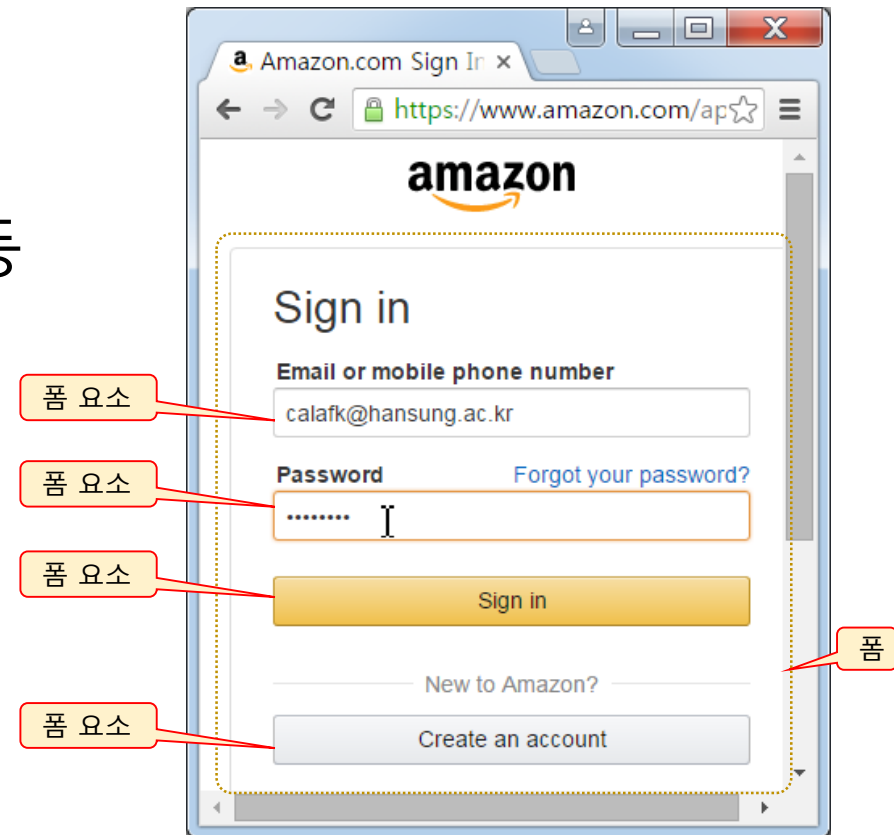 Amazon.com Sign In
https://www.amazon.com/ap
amazon
등
Sign in
Email or mobile phone number
폼 요소
calafk@hansung.ac.kr
Password Forgot your password?
폼 요소
········
폼 요소
Sign in
폼
New to Amazon?
폼 요소
Create an account